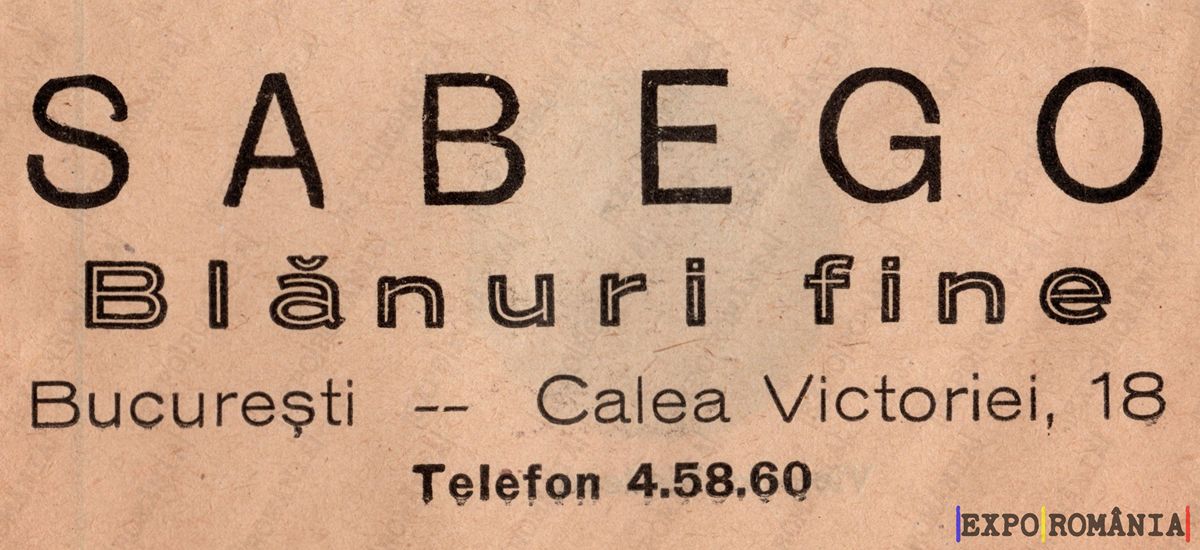 SABEGO
Blănuri fine
București -- Calea Victoriei, 18
Telefon 4.58.60
EXPO ROMÂNIA